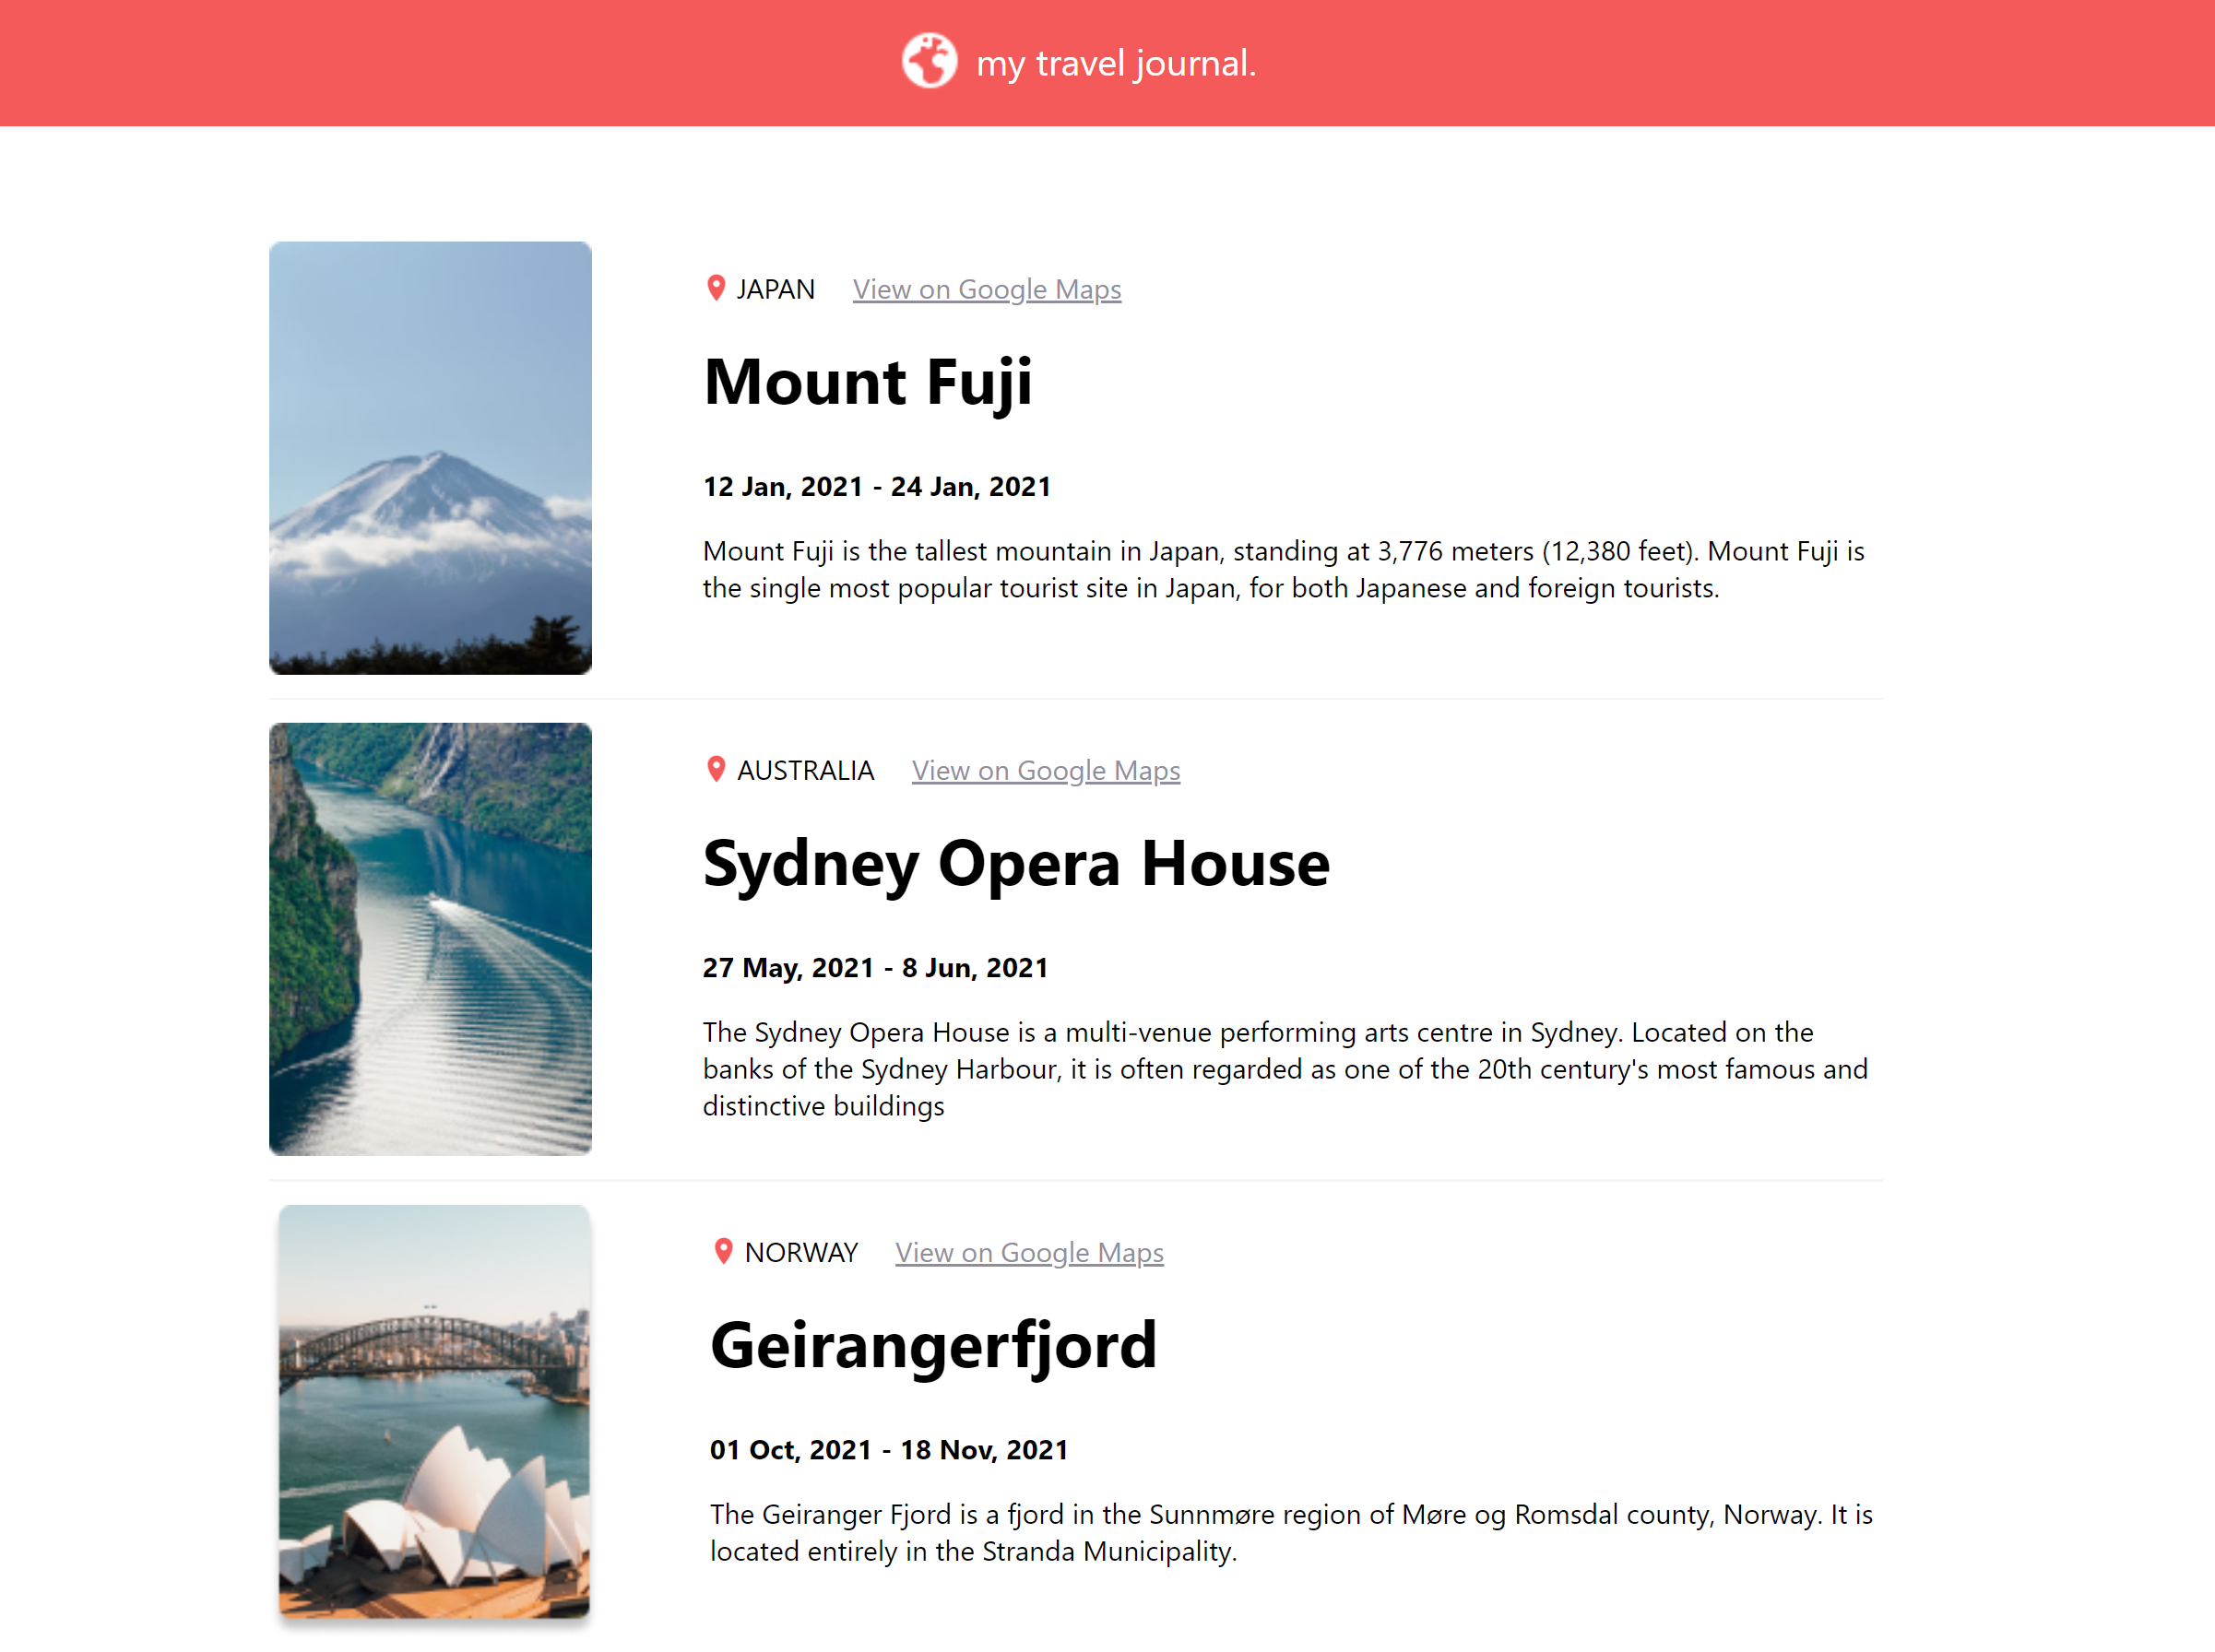 my travel journal.
JAPAN View on Google Maps
Mount Fuji
12 Jan, 2021 - 24 Jan, 2021
Mount Fuji is the tallest mountain in Japan, standing at 3,776 meters (12,380 feet). Mount Fuji is
the single most popular tourist site in Japan, for both Japanese and foreign tourists.
AUSTRALIA View on Google Maps
Sydney Opera House
27 May, 2021 - 8 Jun, 2021
The Sydney Opera House is a multi-venue performing arts centre in Sydney. Located on the
banks of the Sydney Harbour, it is often regarded as one of the 20th century's most famous and
distinctive buildings
NORWAY View on Google Maps
Geirangerfjord
01 Oct, 2021 - 18 Nov, 2021
The Geiranger Fjord is a fjord in the Sunnmøre region of Møre og Romsdal county, Norway. It is
located entirely in the Stranda Municipality.